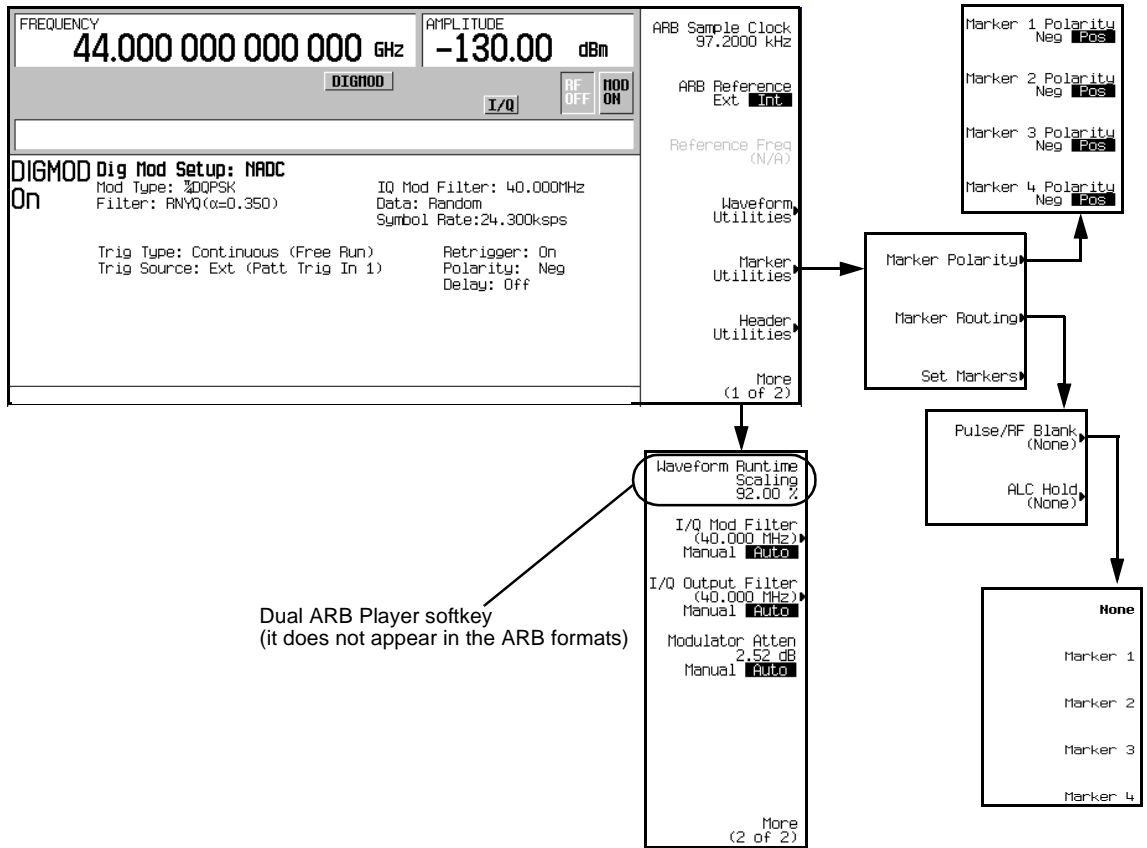 FREQUENCY
44.000 000 000 000 GHz
AMPLITUDE
-130.00 dBm
DIGMOD
I/Q
RF OFF
MOD ON
DIGMOD
On
Dig Mod Setup: NADC
Mod Type: π/4DQPSK
Filter: RNYQ(α=0.350)
IQ Mod Filter: 40.000MHz
Data: Random
Symbol Rate:24.300ksps
Trig Type: Continuous (Free Run)
Trig Source: Ext (Patt Trig In 1)
Retrigger: On
Polarity: Neg
Delay: Off
ARB Sample Clock
97.2000 kHz
ARB Reference
Ext Int
Reference Freq
(N/A)
Waveform
Utilities
Marker
Utilities
Header
Utilities
More
(1 of 2)
Marker 1 Polarity
Neg Pos
Marker 2 Polarity
Neg Pos
Marker 3 Polarity
Neg Pos
Marker 4 Polarity
Neg Pos
Marker Polarity
Marker Routing
Set Markers
Pulse/RF Blank
(None)
ALC Hold
(None)
None
Marker 1
Marker 2
Marker 3
Marker 4
Waveform Runtime
Scaling
92.00 %
I/Q Mod Filter
(40.000 MHz)
Manual Auto
I/Q Output Filter
(40.000 MHz)
Manual Auto
Modulator Atten
2.52 dB
Manual Auto
More
(2 of 2)
Dual ARB Player softkey
(it does not appear in the ARB formats)